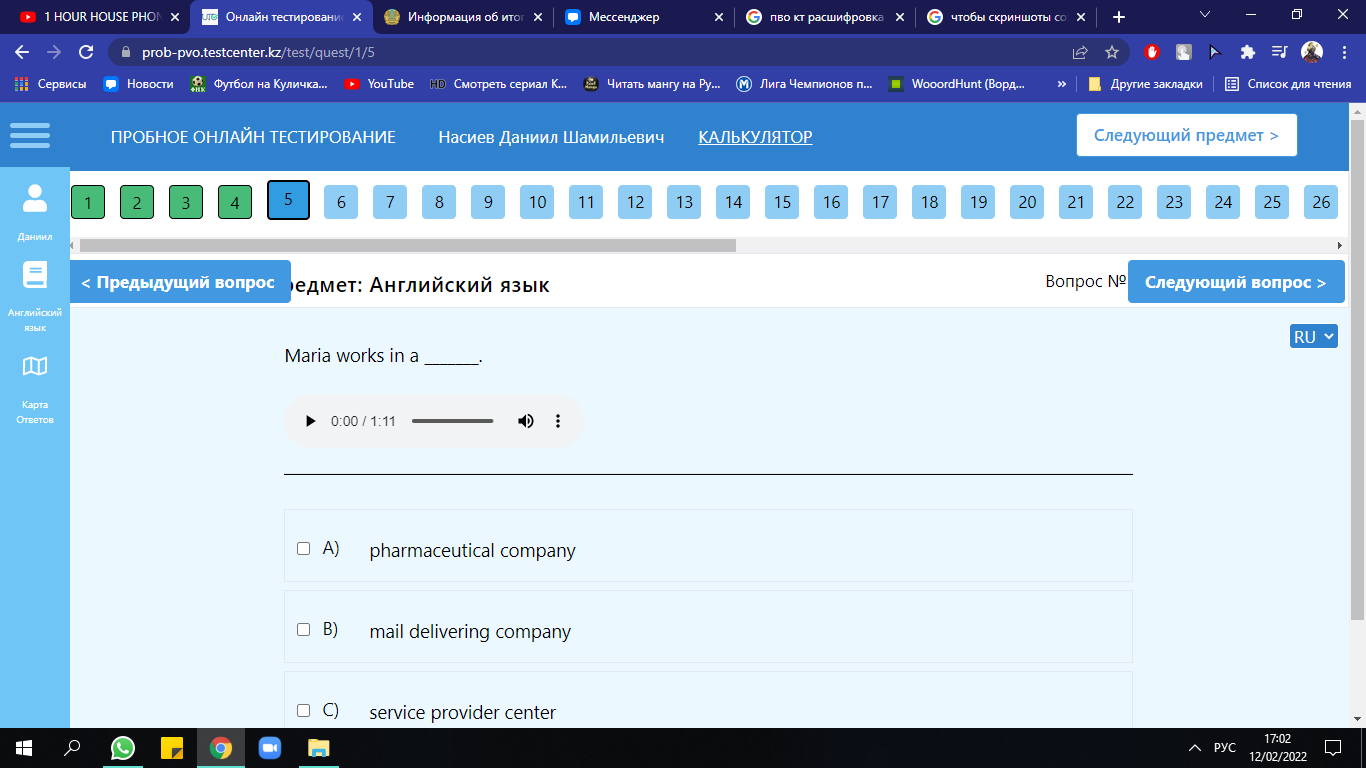 1 HOUR HOUSE PHON
Онлайн тестирование
Информация об итог
Мессенджер
пво кт расшифровка
чтобы скриншоты со
prob-pvo.testcenter.kz/test/quest/1/5
Сервисы
Новости
Футбол на Куличка...
YouTube
HD Смотреть сериал К...
Читать мангу на Ру...
Лига Чемпионов п...
WooordHunt (Ворд...
»
Другие закладки
Список для чтения
ПРОБНОЕ ОНЛАЙН ТЕСТИРОВАНИЕ
Насиев Даниил Шамильевич
КАЛЬКУЛЯТОР
Следующий предмет >
1 2 3 4 5 6 7 8 9 10 11 12 13 14 15 16 17 18 19 20 21 22 23 24 25 26
Даниил
Английский
язык
Карта
Ответов
< Предыдущий вопрос
редмет: Английский язык
Вопрос №
Следующий вопрос >
RU
Maria works in a _______.
0:00 / 1:11
A) pharmaceutical company
B) mail delivering company
C) service provider center
РУС
17:02
12/02/2022